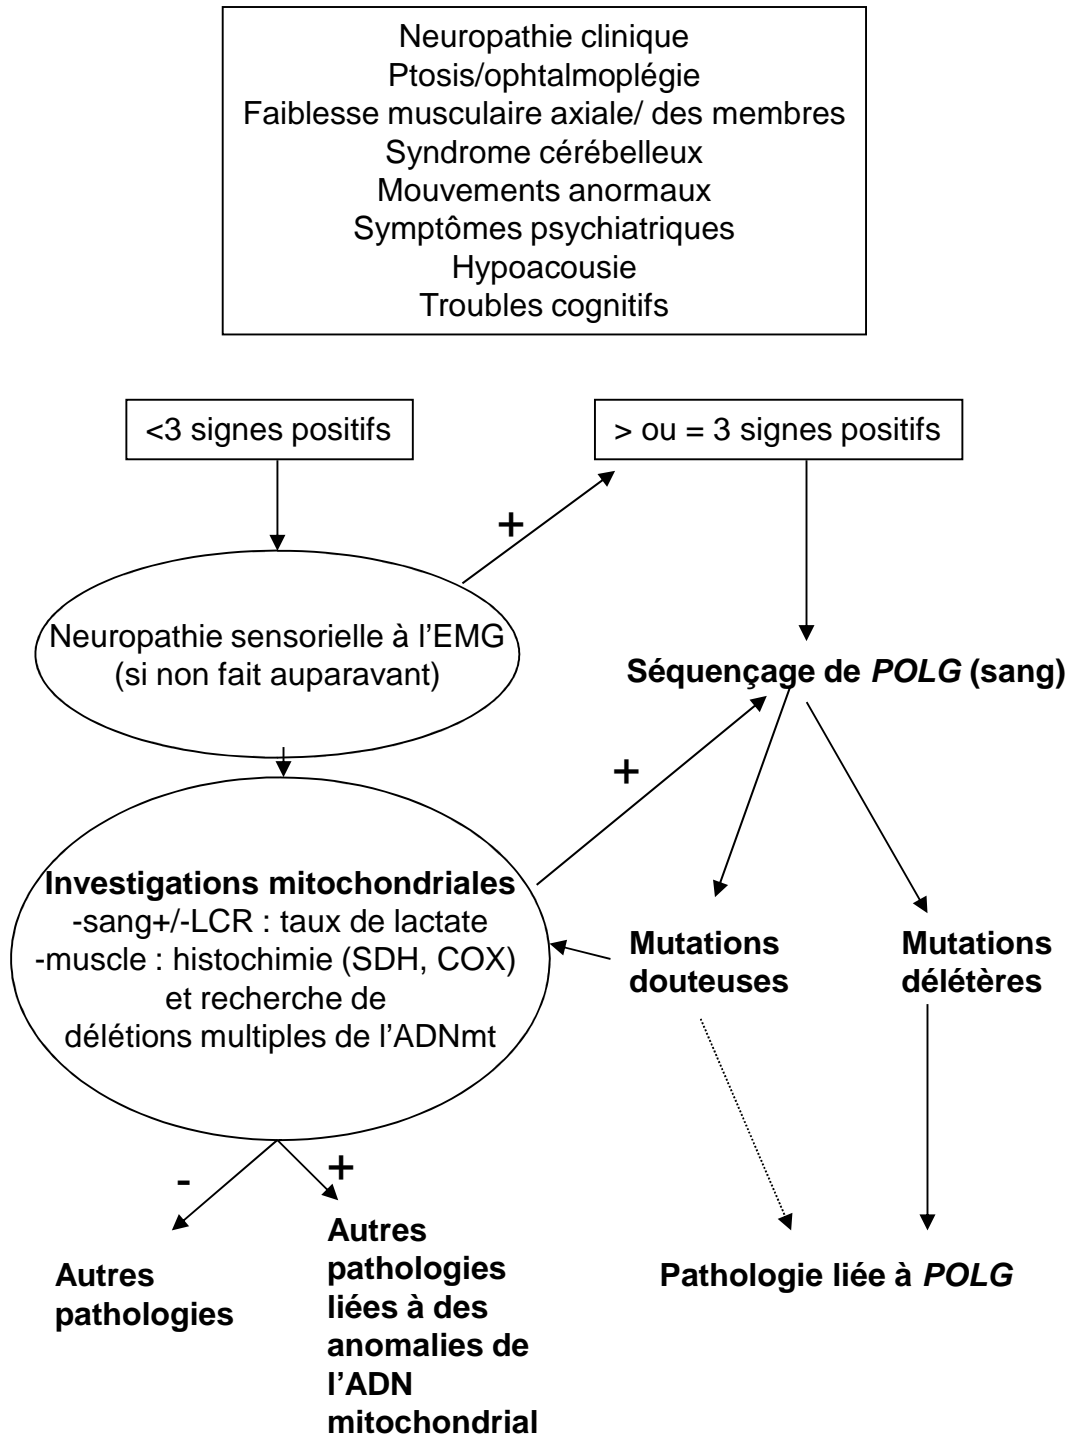 Neuropathie clinique
Ptosis/ophtalmoplégie
Faiblesse musculaire axiale/ des membres
Syndrome cérébelleux
Mouvements anormaux
Symptômes psychiatriques
Hypoacousie
Troubles cognitifs
<3 signes positifs
> ou = 3 signes positifs
+
Neuropathie sensorielle à l'EMG
(si non fait auparavant)
Séquençage de POLG (sang)
+
Investigations mitochondriales
-sang+/-LCR : taux de lactate
-muscle : histochimie (SDH, COX)
et recherche de
délétions multiples de l'ADNmt
Mutations
douteuses
Mutations
délétères
-
+
Autres
pathologies
Autres
pathologies
liées à des
anomalies de
l'ADN
mitochondrial
Pathologie liée à POLG